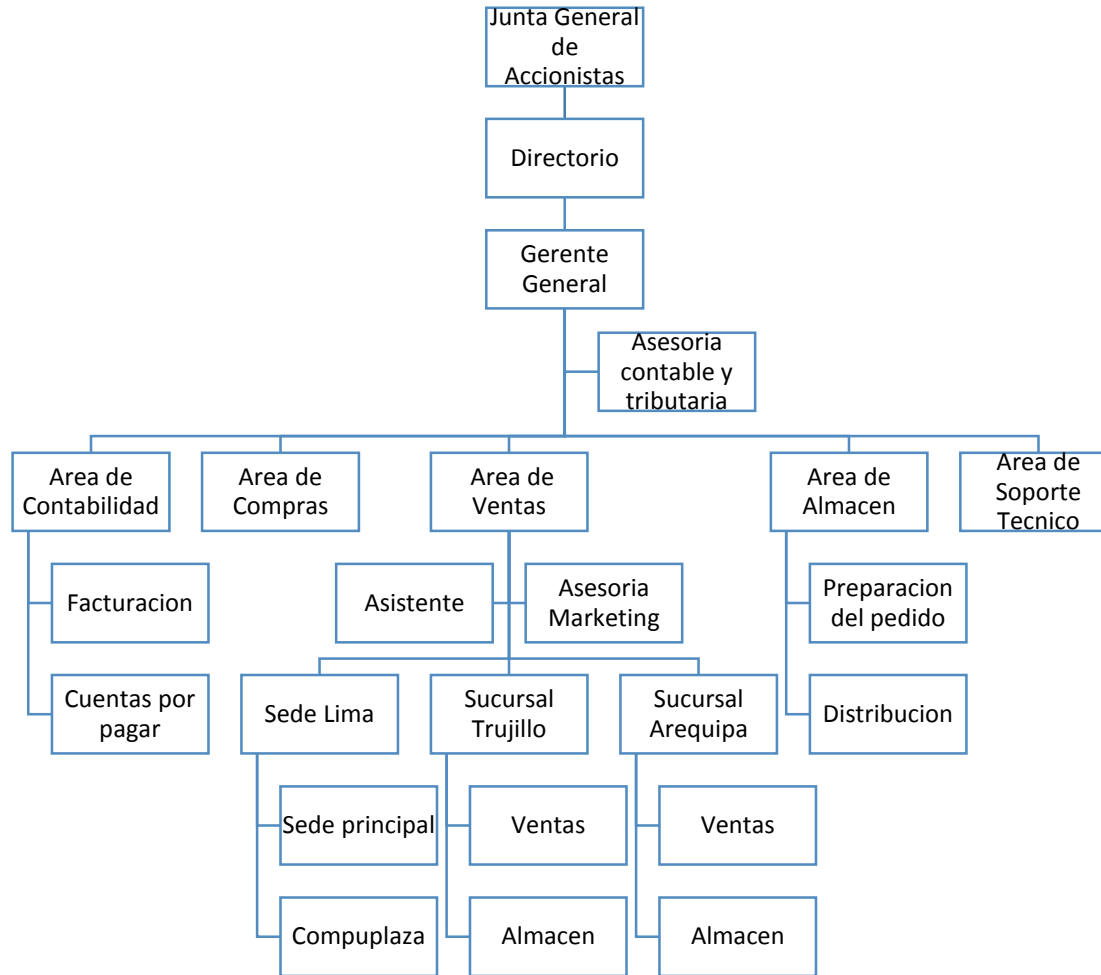 Junta General
de
Accionistas
Directorio
Gerente
General
Asesoria
contable y
tributaria
Area de
Contabilidad
Area de
Compras
Area de
Ventas
Area de
Almacen
Area de
Soporte
Tecnico
Facturacion
Asistente
Asesoria
Marketing
Preparacion
del pedido
Cuentas por
pagar
Sede Lima
Sucursal
Trujillo
Sucursal
Arequipa
Distribucion
Sede principal
Ventas
Ventas
Compuplaza
Almacen
Almacen